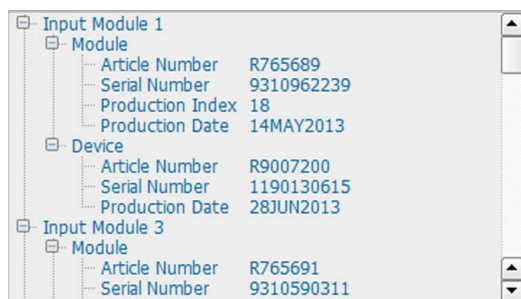 Input Module 1
Module
Article Number R765689
Serial Number 9310962239
Production Index 18
Production Date 14MAY2013
Device
Article Number R9007200
Serial Number 1190130615
Production Date 28JUN2013
Input Module 3
Module
Article Number R765691
Serial Number 9310590311